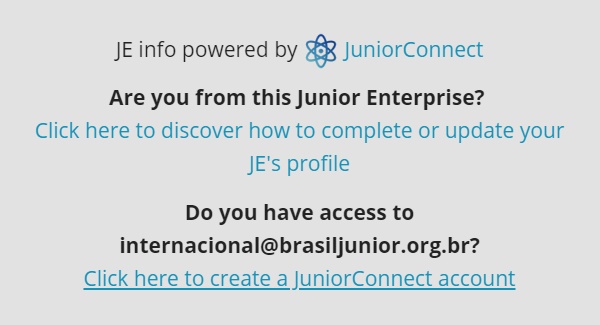 JE info powered by JuniorConnect
Are you from this Junior Enterprise?
Click here to discover how to complete or update your
JE's profile
Do you have access to
internacional@brasiljunior.org.br?
Click here to create a JuniorConnect account